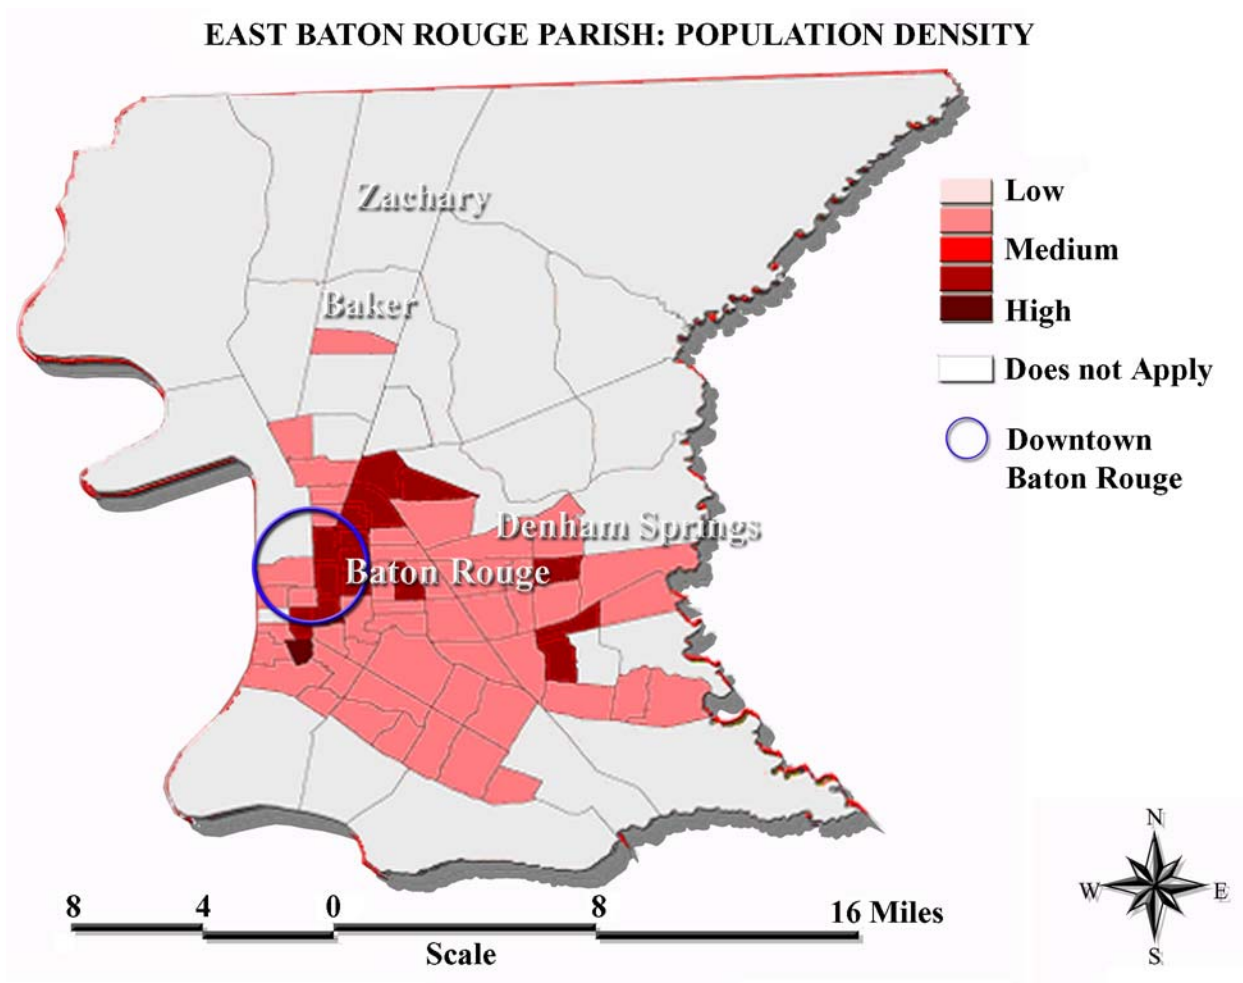 EAST BATON ROUGE PARISH: POPULATION DENSITY
Zachary
Baker
Denham Springs
Baton Rouge
Low
Medium
High
Does not Apply
Downtown
Baton Rouge
8 4 0 8 16 Miles
Scale
N
W E
S